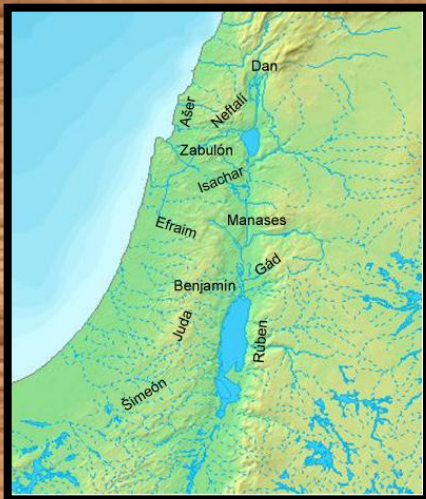 Dan
Ašer
Neftalí
Zabulón
Isachar
Efraim
Manases
Gád
Benjamín
Juda
Rúben
Šimeón